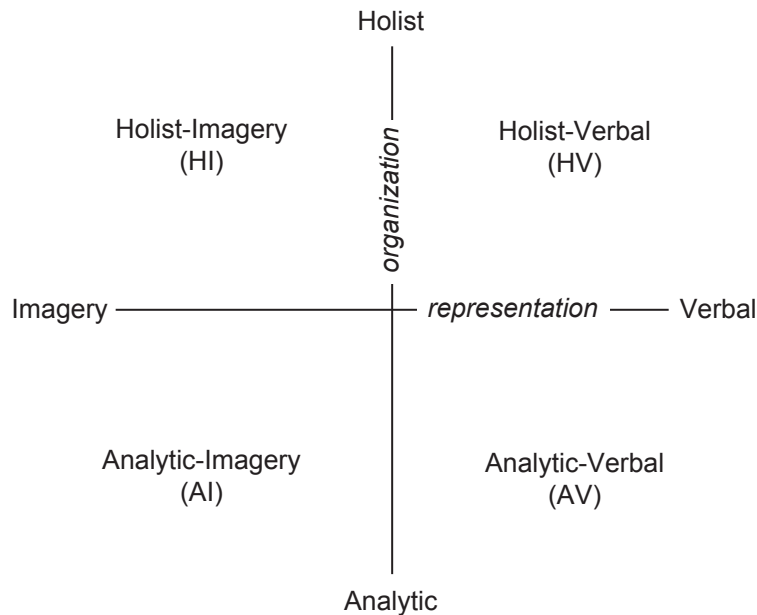 Holist
Holist-Imagery
(HI)
Holist-Verbal
(HV)
organization
Imagery
representation
Verbal
Analytic-Imagery
(AI)
Analytic-Verbal
(AV)
Analytic